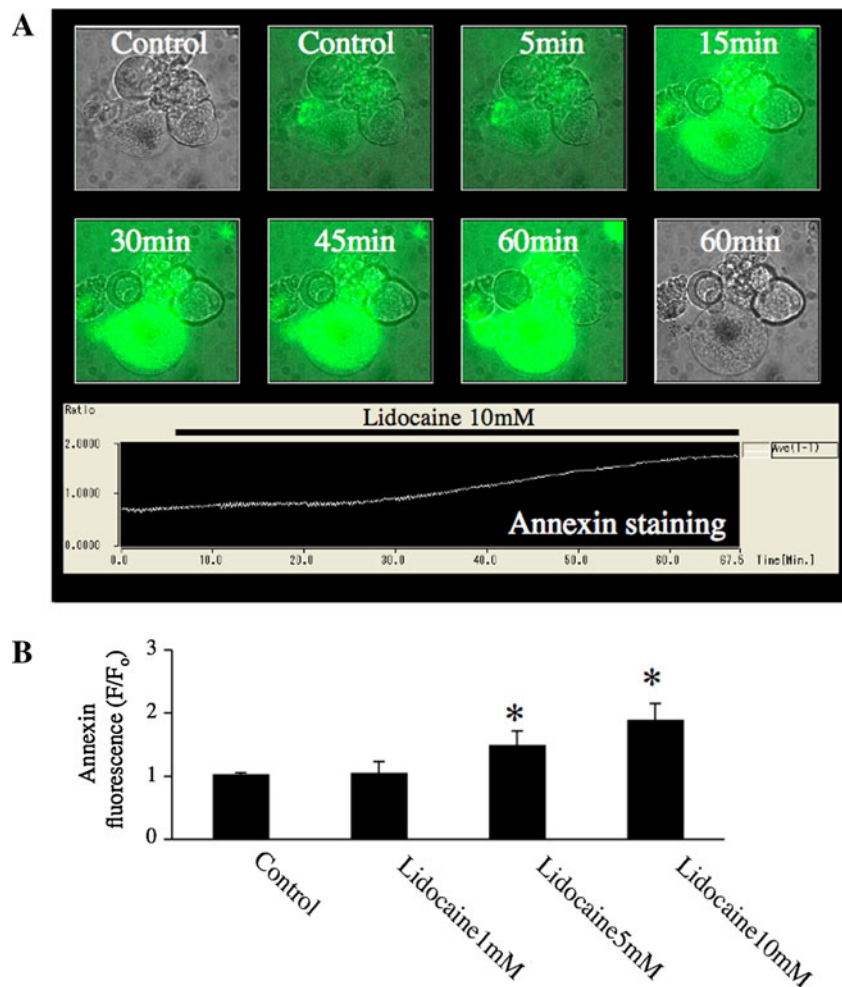 A
Control
Control
5min
15min
30min
45min
60min
60min
Ratio
Lidocaine 10mM
2.0000
1.0000
0.0000
Ave(1-1)
Annexin staining
0.0 10.0 20.0 30.0 40.0 50.0 60.0 67.5 Time[Min.]
B
Annexin
fluorescence (F/Fo)
3
2
1
0
*
*
Control
Lidocaine1mM
Lidocaine5mM
Lidocaine10mM